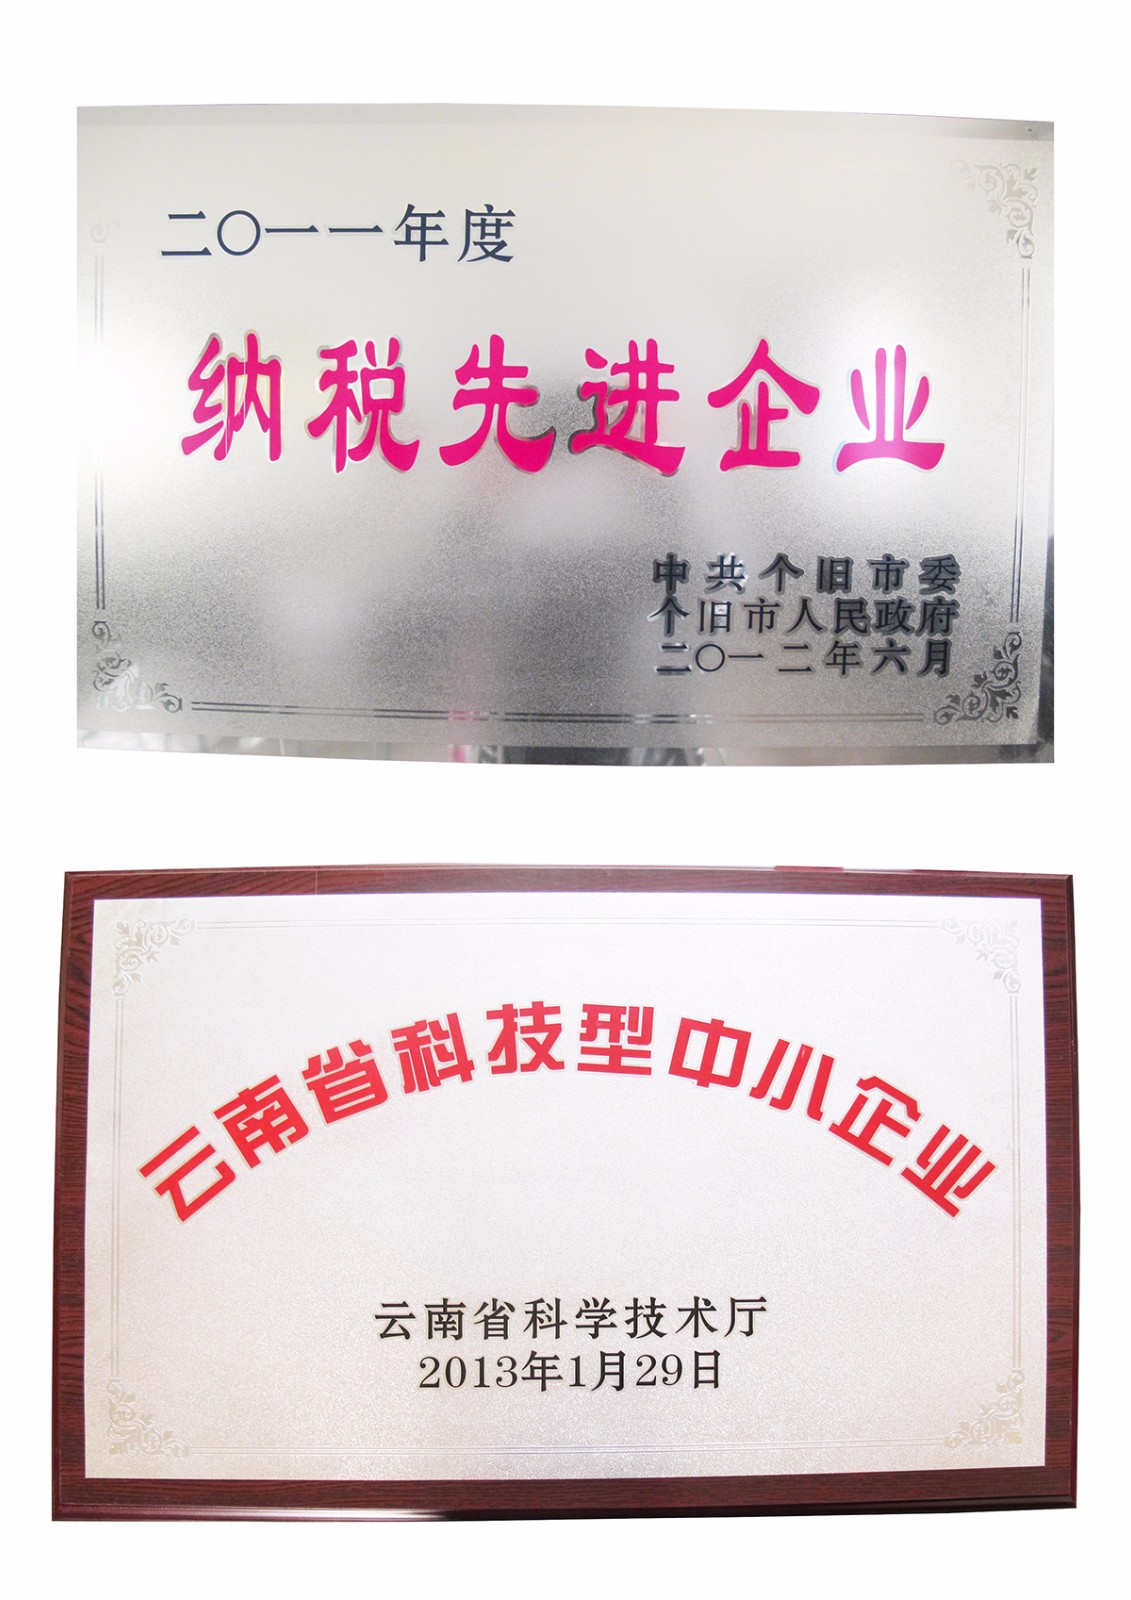 二〇一一年度
纳税先进企业
中共个旧市委
个旧市人民政府
二〇一二年六月
云南省科技型中小企业
云南省科学技术厅
2013年1月29日